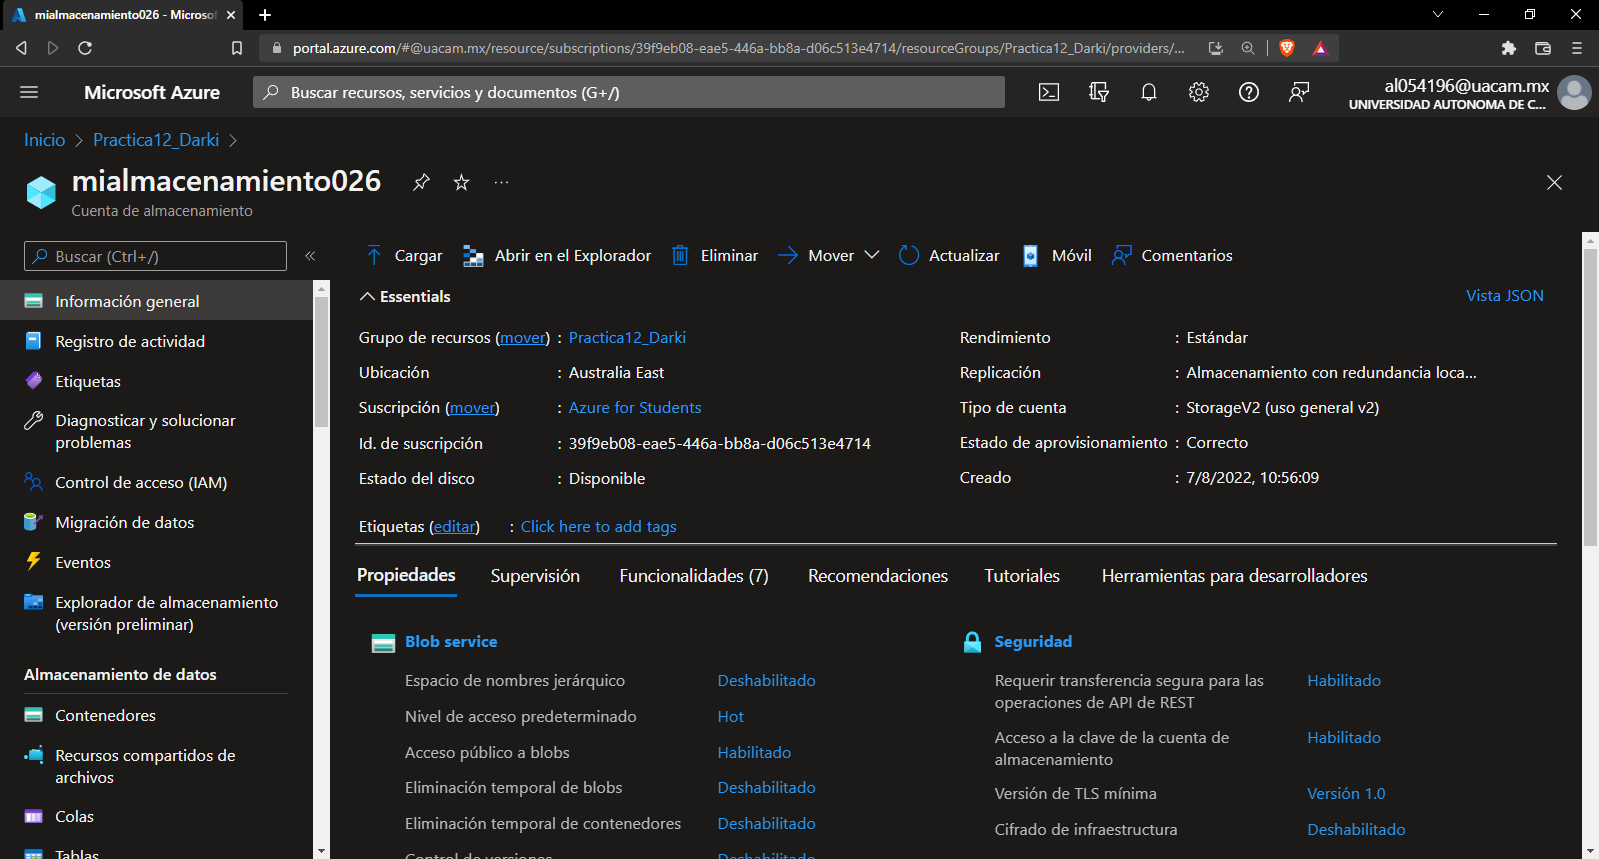 mialmacenamiento026 - Microsof
portal.azure.com/#@uacam.mx/resource/subscriptions/39f9eb08-eae5-446a-bb8a-d06c513e4714/resourceGroups/Practica12_Darki/providers/...
Microsoft Azure
Buscar recursos, servicios y documentos (G+/)
al054196@uacam.mx
UNIVERSIDAD AUTONOMA DE C...
Inicio > Practica12_Darki >
mialmacenamiento026
...
Cuenta de almacenamiento
Buscar (Ctrl+/)
«
Información general
Registro de actividad
Etiquetas
Diagnosticar y solucionar
problemas
Control de acceso (IAM)
Migración de datos
Eventos
Explorador de almacenamiento
(versión preliminar)
Almacenamiento de datos
Contenedores
Recursos compartidos de
archivos
Colas
Tablas
Cargar
Abrir en el Explorador
Eliminar
Mover
Actualizar
Móvil
Comentarios
Essentials
Vista JSON
Grupo de recursos (mover) : Practica12_Darki
Ubicación : Australia East
Suscripción (mover) : Azure for Students
Id. de suscripción : 39f9eb08-eae5-446a-bb8a-d06c513e4714
Estado del disco : Disponible
Rendimiento : Estándar
Replicación : Almacenamiento con redundancia loca...
Tipo de cuenta : StorageV2 (uso general v2)
Estado de aprovisionamiento : Correcto
Creado : 7/8/2022, 10:56:09
Etiquetas (editar) : Click here to add tags
Propiedades
Supervisión
Funcionalidades (7)
Recomendaciones
Tutoriales
Herramientas para desarrolladores
Blob service
Espacio de nombres jerárquico Deshabilitado
Nivel de acceso predeterminado Hot
Acceso público a blobs Habilitado
Eliminación temporal de blobs Deshabilitado
Eliminación temporal de contenedores Deshabilitado
Control de versiones Deshabilitado
Seguridad
Requerir transferencia segura para las Habilitado
operaciones de API de REST
Acceso a la clave de la cuenta de Habilitado
almacenamiento
Versión de TLS mínima Versión 1.0
Cifrado de infraestructura Deshabilitado